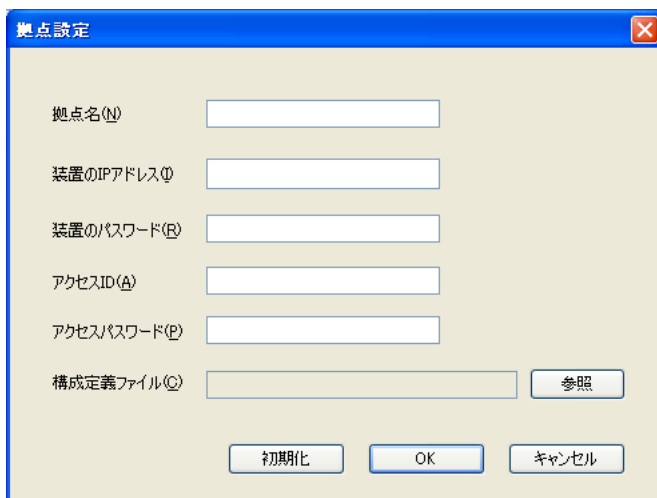 拠点設定
拠点名(N)
装置のIPアドレス(I)
装置のパスワード(R)
アクセスID(A)
アクセスパスワード(P)
構成定義ファイル(C)
参照
初期化
OK
キャンセル